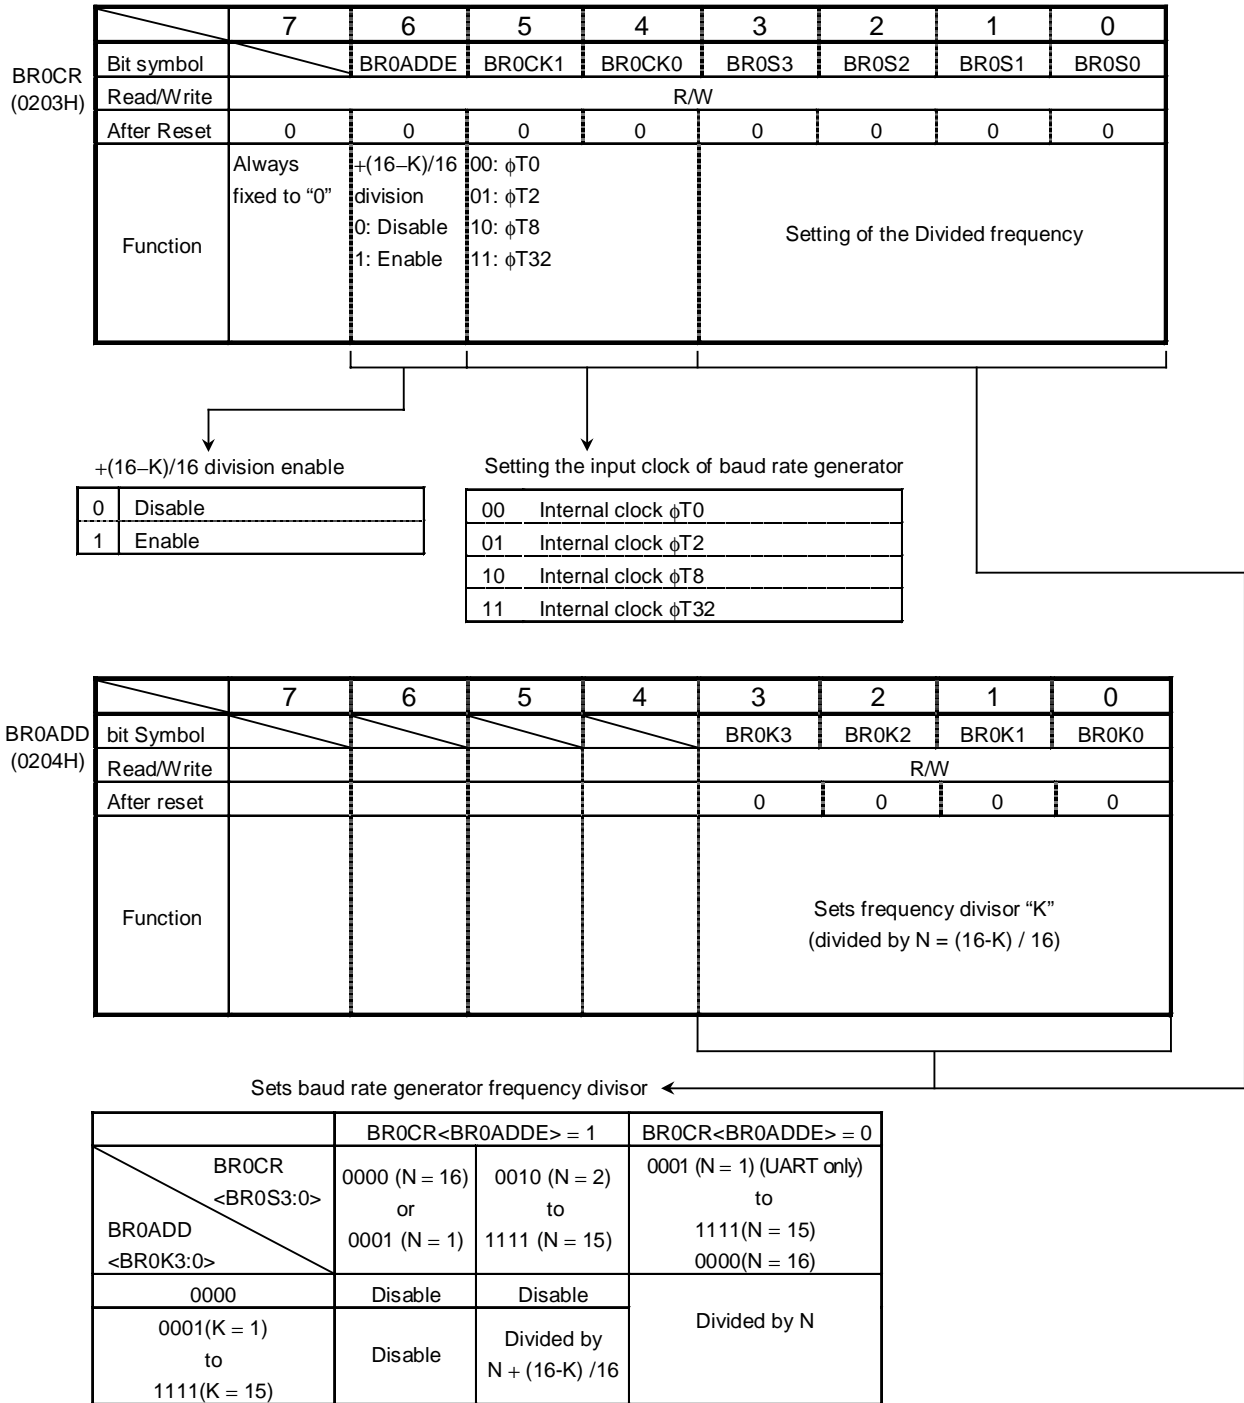 7 6 5 4 3 2 1 0
BR0CR
(0203H)
Bit symbol BR0ADDE BR0CK1 BR0CK0 BR0S3 BR0S2 BR0S1 BR0S0
Read/Write R/W
After Reset 0 0 0 0 0 0 0 0
Function
Always
fixed to “0”
+(16−K)/16
division
0: Disable
1: Enable
00: ϕT0
01: ϕT2
10: ϕT8
11: ϕT32
Setting of the Divided frequency
+(16−K)/16 division enable
0 Disable
1 Enable
Setting the input clock of baud rate generator
00 Internal clock ϕT0
01 Internal clock ϕT2
10 Internal clock ϕT8
11 Internal clock ϕT32
7 6 5 4 3 2 1 0
BR0ADD
(0204H)
bit Symbol BR0K3 BR0K2 BR0K1 BR0K0
Read/Write R/W
After reset 0 0 0 0
Function
Sets frequency divisor “K”
(divided by N = (16-K) / 16)
Sets baud rate generator frequency divisor
BR0CR<BR0ADDE> = 1 BR0CR<BR0ADDE> = 0
BR0CR
<BR0S3:0>
BR0ADD
<BR0K3:0>
0000 (N = 16)
or
0001 (N = 1)
0010 (N = 2)
to
1111 (N = 15)
0001 (N = 1) (UART only)
to
1111(N = 15)
0000(N = 16)
0000 Disable Disable
Divided by N
0001(K = 1)
to
1111(K = 15)
Disable
Divided by
N + (16-K) /16